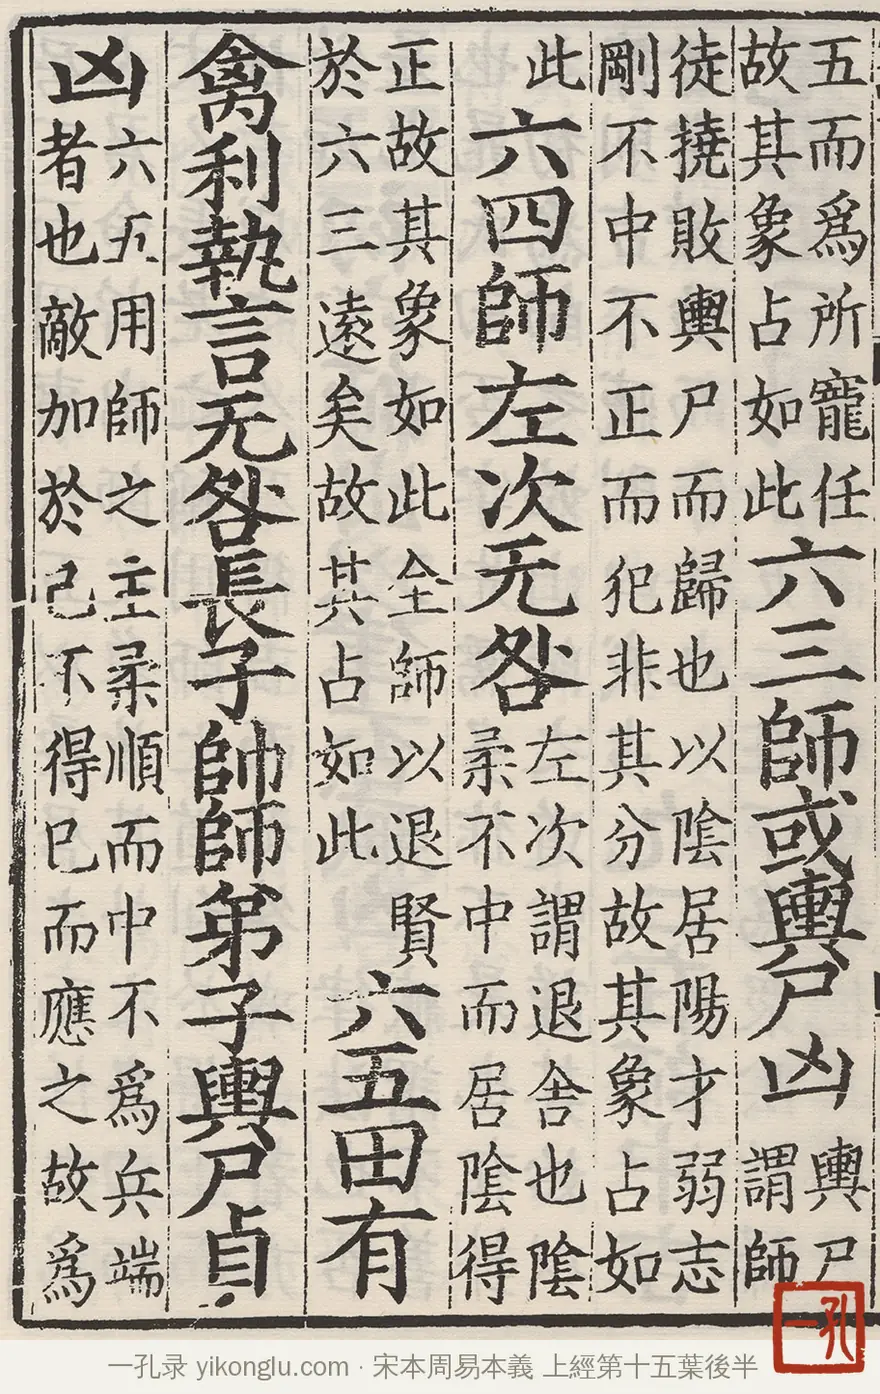 五而爲所寵任故其象占如此六三師或輿尸凶輿尸謂師
徒撓敗輿尸而歸也以陰居陽才弱志剛不中不正而犯非其分故其象占如
此六四師左次无咎左次謂退舍也陰柔不中而居陰得
正故其象如此全師以退賢於六三遠矣故其占如此六五田有
禽利執言无咎長子帥師弟子輿尸貞
凶六五用師之主柔順而中不爲兵端者也敵加於己不得已而應之故爲
一孔
一孔录 yikonglu.com · 宋本周易本義 上經第十五葉後半